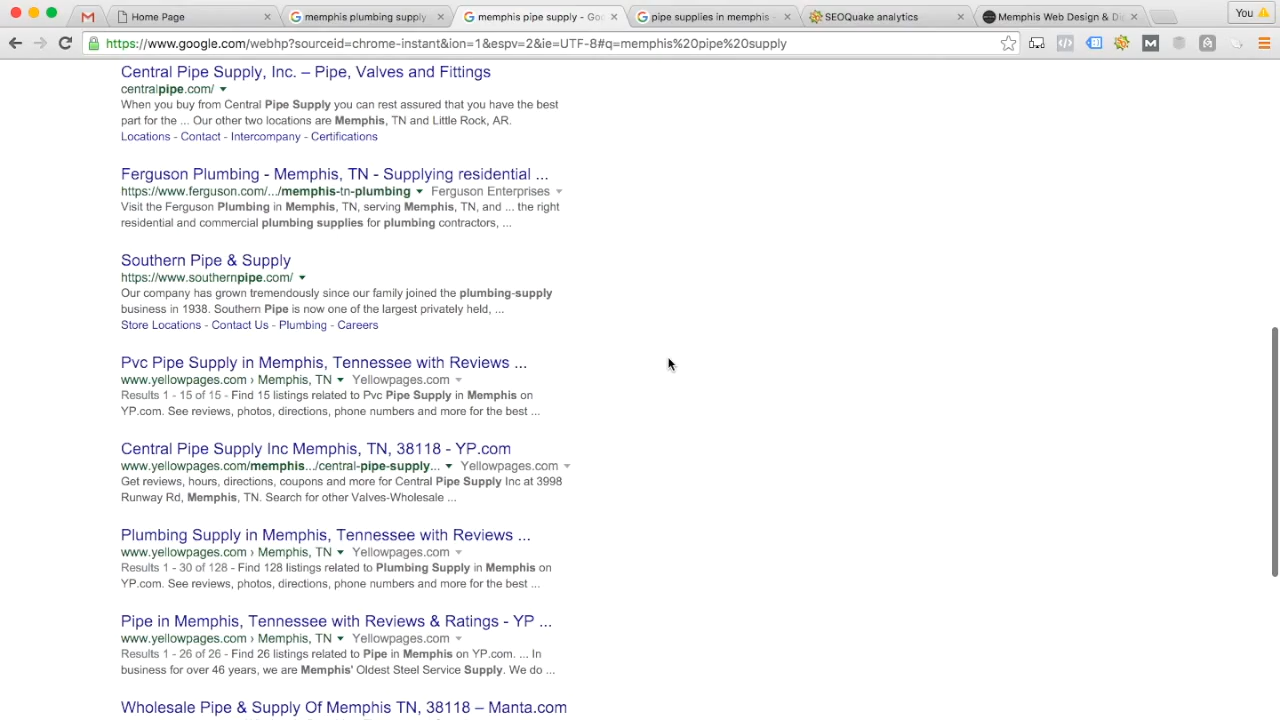 Home Page
memphis plumbing supply
memphis pipe supply - Goo
pipe supplies in memphis -
SEOQuake analytics
Memphis Web Design & Di
You
https://www.google.com/webhp?sourceid=chrome-instant&ion=1&espv=2&ie=UTF-8#q=memphis%20pipe%20supply
Central Pipe Supply, Inc. – Pipe, Valves and Fittings
centralpipe.com/
When you buy from Central Pipe Supply you can rest assured that you have the best
part for the ... Our other two locations are Memphis, TN and Little Rock, AR.
Locations - Contact - Intercompany - Certifications
Ferguson Plumbing - Memphis, TN - Supplying residential ...
https://www.ferguson.com/.../memphis-tn-plumbing Ferguson Enterprises
Visit the Ferguson Plumbing in Memphis, TN, serving Memphis, TN, and ... the right
residential and commercial plumbing supplies for plumbing contractors, ...
Southern Pipe & Supply
https://www.southernpipe.com/
Our company has grown tremendously since our family joined the plumbing-supply
business in 1938. Southern Pipe is now one of the largest privately held, ...
Store Locations - Contact Us - Plumbing - Careers
Pvc Pipe Supply in Memphis, Tennessee with Reviews ...
www.yellowpages.com › Memphis, TN Yellowpages.com
Results 1 - 15 of 15 - Find 15 listings related to Pvc Pipe Supply in Memphis on
YP.com. See reviews, photos, directions, phone numbers and more for the best ...
Central Pipe Supply Inc Memphis, TN, 38118 - YP.com
www.yellowpages.com/memphis.../central-pipe-supply... Yellowpages.com
Get reviews, hours, directions, coupons and more for Central Pipe Supply Inc at 3998
Runway Rd, Memphis, TN. Search for other Valves-Wholesale ...
Plumbing Supply in Memphis, Tennessee with Reviews ...
www.yellowpages.com › Memphis, TN Yellowpages.com
Results 1 - 30 of 128 - Find 128 listings related to Plumbing Supply in Memphis on
YP.com. See reviews, photos, directions, phone numbers and more for the best ...
Pipe in Memphis, Tennessee with Reviews & Ratings - YP ...
www.yellowpages.com › Memphis, TN Yellowpages.com
Results 1 - 26 of 26 - Find 26 listings related to Pipe in Memphis on YP.com. ... In
business for over 46 years, we are Memphis' Oldest Steel Service Supply. We do ...
Wholesale Pipe & Supply Of Memphis TN, 38118 – Manta.com